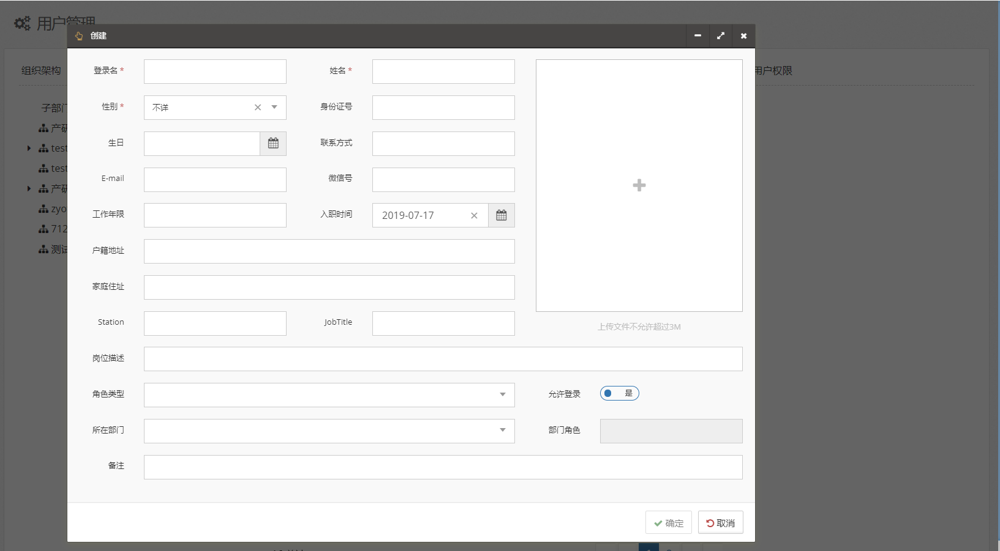 用户管理
创建
组织架构
用户权限
登录名 *
姓名 *
性别 *
不详
身份证号
生日
联系方式
E-mail
微信号
工作年限
入职时间
2019-07-17
户籍地址
家庭住址
Station
JobTitle
上传文件不允许超过3M
岗位描述
角色类型
允许登录
是
所在部门
部门角色
备注
确定
取消
子部门
产研
test
test
产研
zyo
712
测试